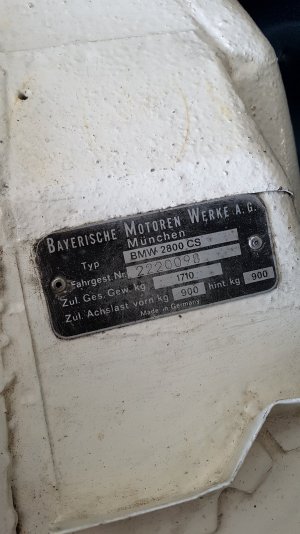 BAYERISCHE MOTOREN WERKE A.G.
München
Typ BMW 2800 CS
Fahrgest Nr. 2220098
Zul. Ges. Gew. kg 1710
Zul. Achslast vorn kg 900 hint kg 900
Made in Germany